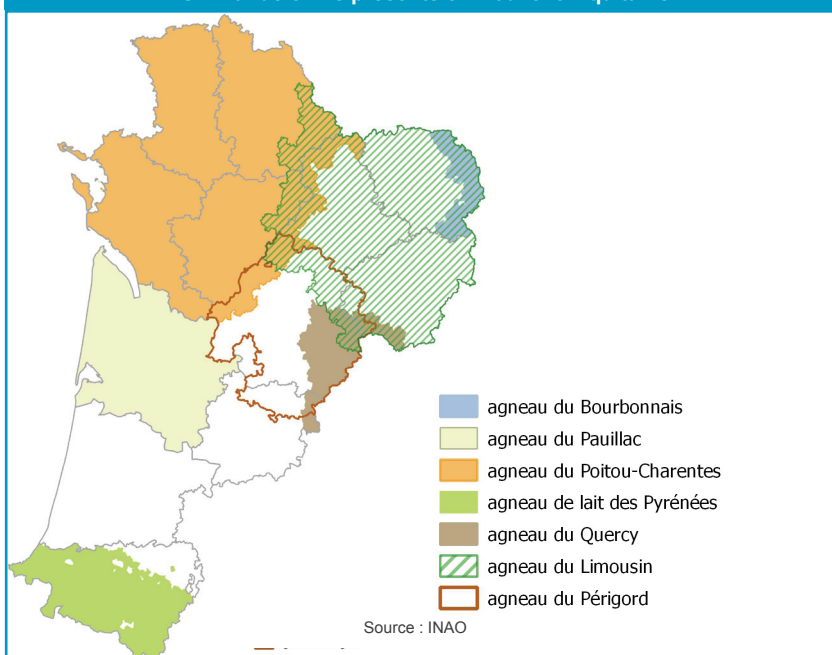 agneau du Bourbonnais
agneau du Pauillac
agneau du Poitou-Charentes
agneau de lait des Pyrénées
agneau du Quercy
agneau du Limousin
agneau du Périgord
Source : INAO